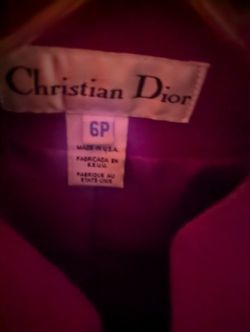 Christian Dior
6P
MADE IN U.S.A.
FABRICADA EN
E.E.U.U.
FABRIQUE AU
ETATS-UNIS